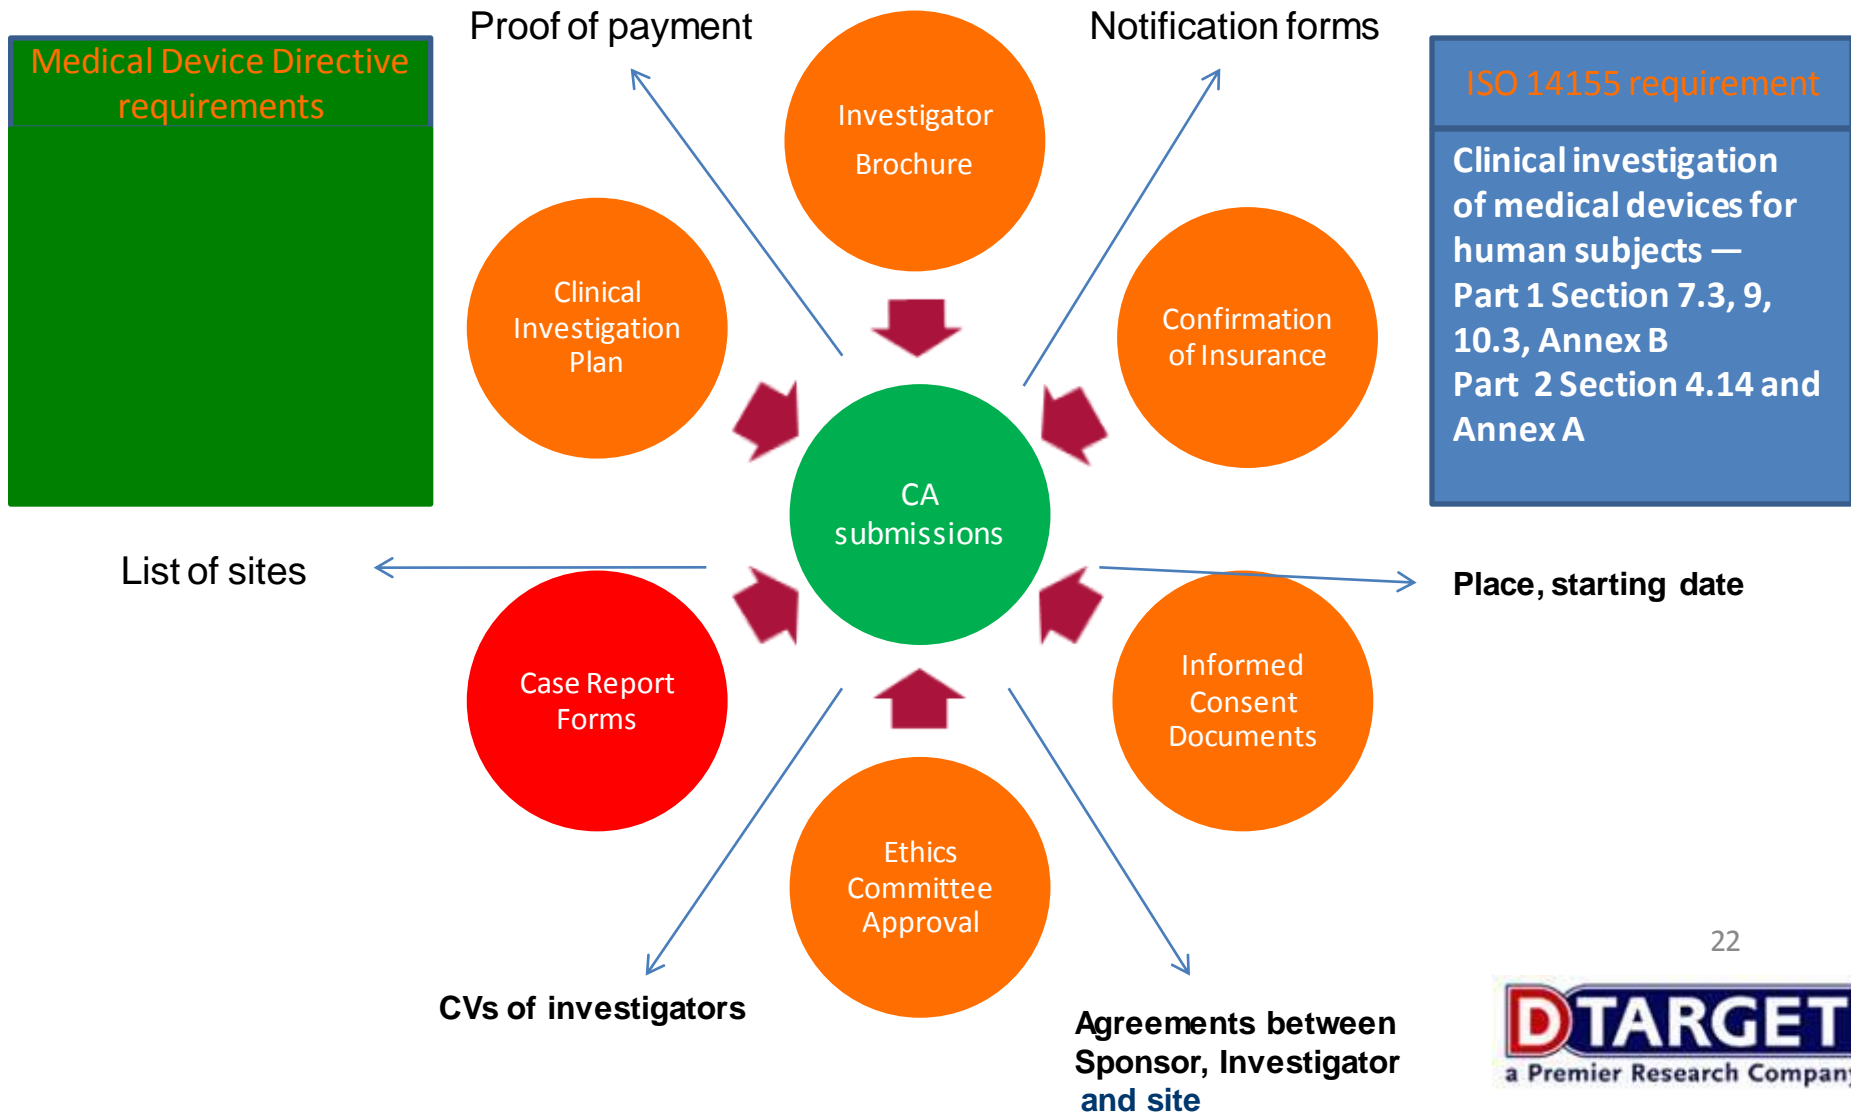 Proof of payment
Notification forms
Medical Device Directive
requirements
Investigator
Brochure
ISO 14155 requirement
Clinical investigation
of medical devices for
human subjects —
Part 1 Section 7.3, 9,
10.3, Annex B
Part 2 Section 4.14 and
Annex A
Clinical
Investigation
Plan
Confirmation
of Insurance
CA
submissions
List of sites
Place, starting date
Case Report
Forms
Informed
Consent
Documents
Ethics
Committee
Approval
CVs of investigators
Agreements between
Sponsor, Investigator
and site
22
DTARGET
a Premier Research Company